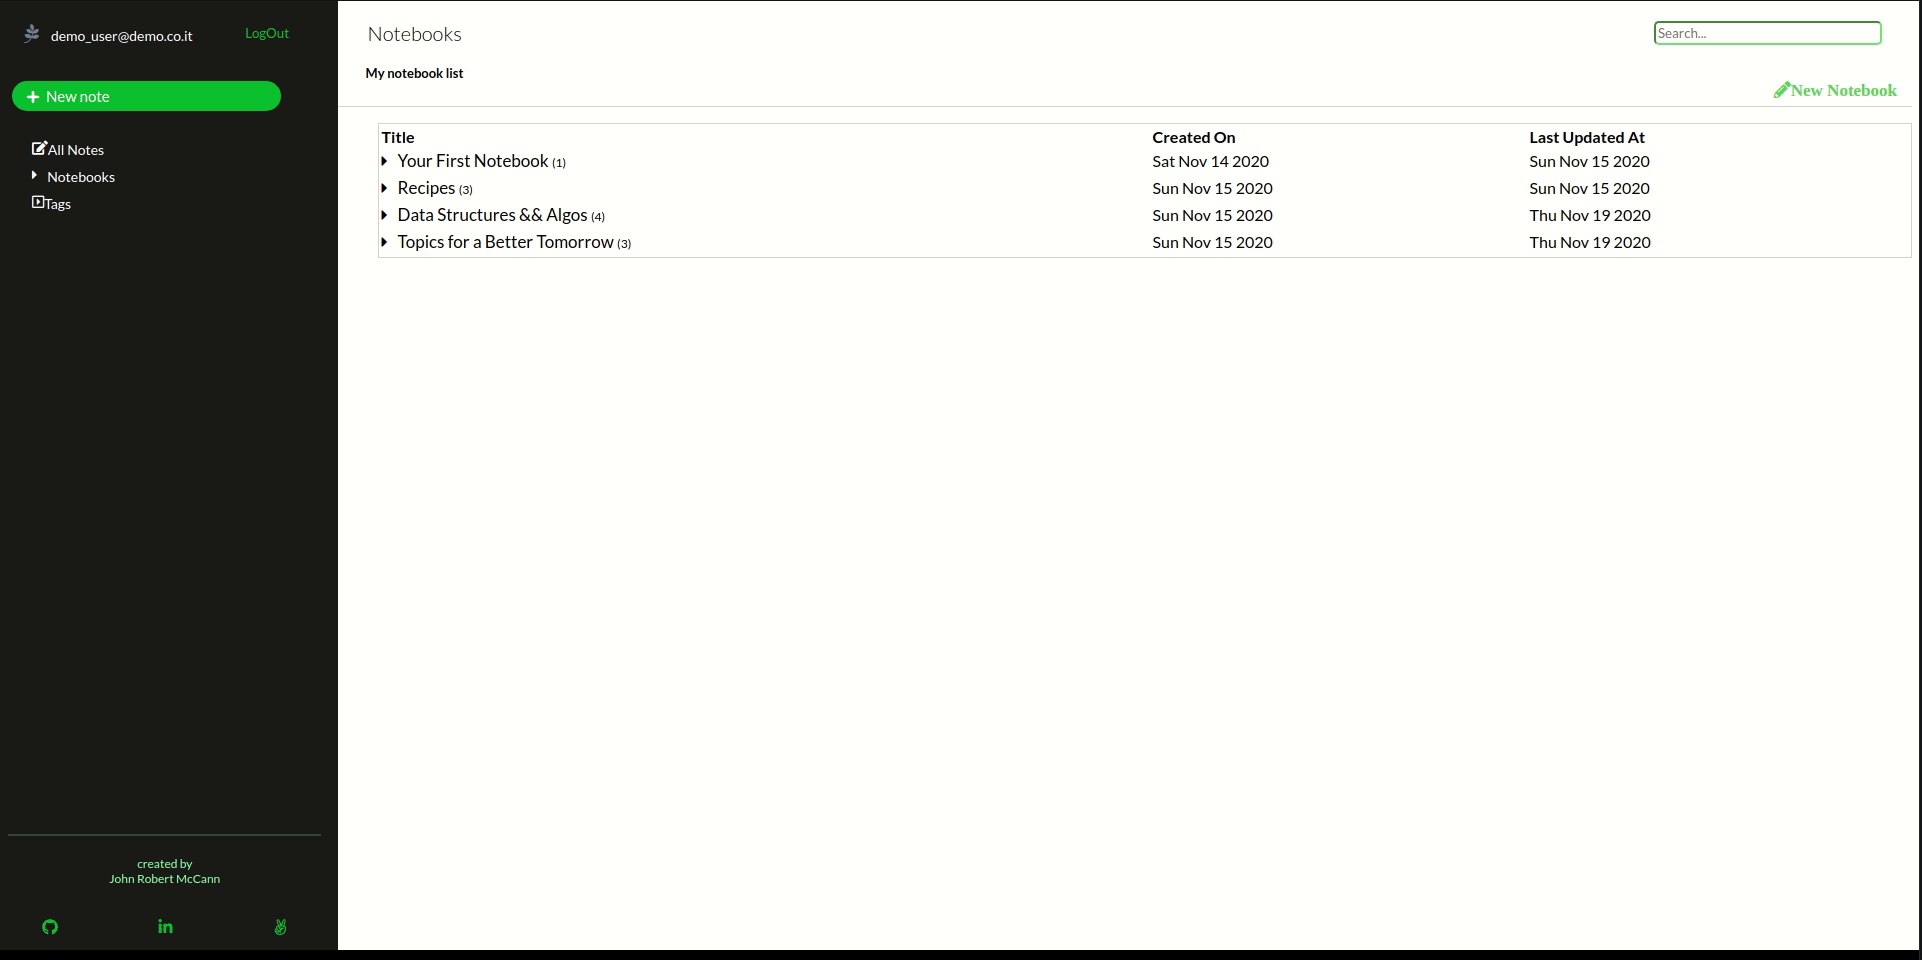 demo_user@demo.co.it
LogOut
New note
All Notes
Notebooks
Tags
created by
John Robert McCann
Notebooks
Search...
My notebook list
New Notebook
Title Created On Last Updated At
Your First Notebook (1) Sat Nov 14 2020 Sun Nov 15 2020
Recipes (3) Sun Nov 15 2020 Sun Nov 15 2020
Data Structures && Algos (4) Sun Nov 15 2020 Thu Nov 19 2020
Topics for a Better Tomorrow (3) Sun Nov 15 2020 Thu Nov 19 2020